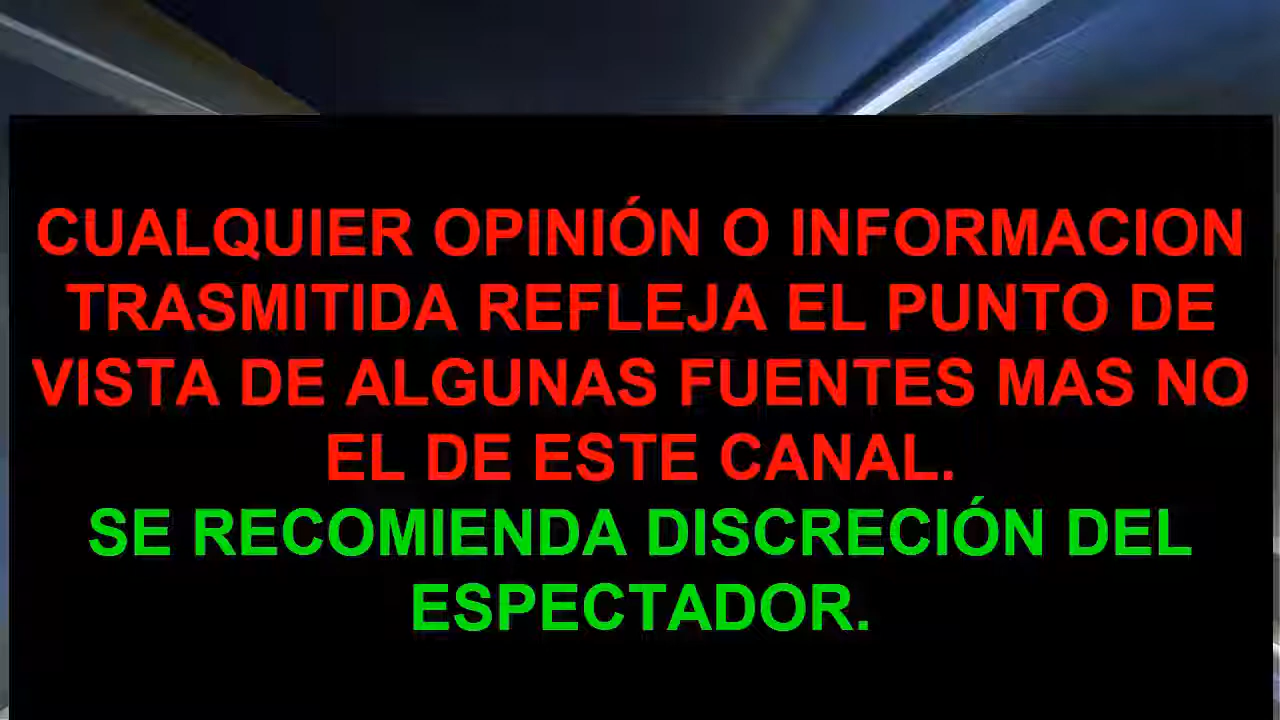 CUALQUIER OPINIÓN O INFORMACION
TRASMITIDA REFLEJA EL PUNTO DE
VISTA DE ALGUNAS FUENTES MAS NO
EL DE ESTE CANAL.
SE RECOMIENDA DISCRECIÓN DEL
ESPECTADOR.